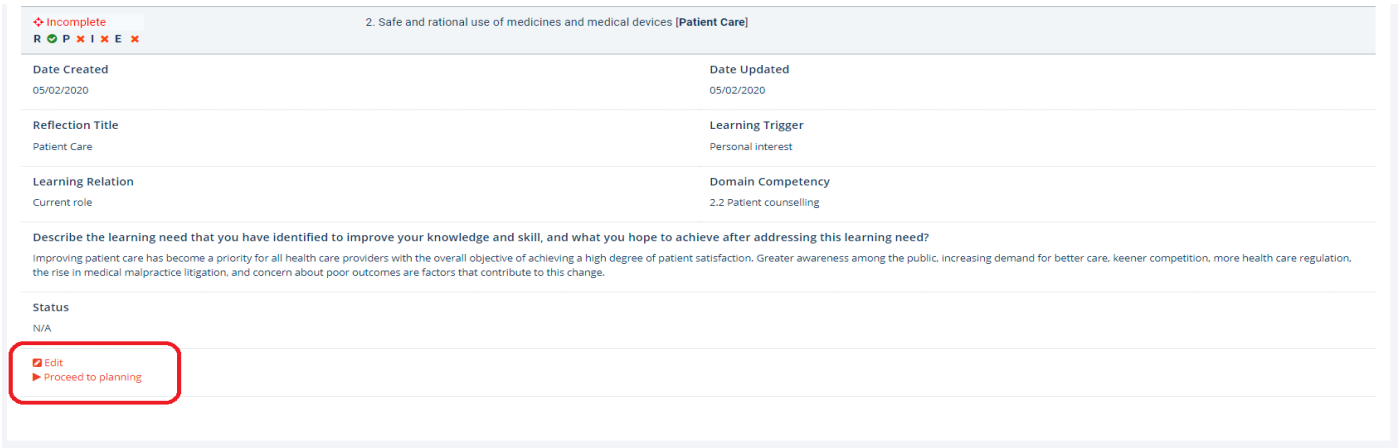 Incomplete
2. Safe and rational use of medicines and medical devices [Patient Care]
R P I E
Date Created
Date Updated
05/02/2020
05/02/2020
Reflection Title
Learning Trigger
Patient Care
Personal interest
Learning Relation
Domain Competency
Current role
2.2 Patient counselling
Describe the learning need that you have identified to improve your knowledge and skill, and what you hope to achieve after addressing this learning need?
Improving patient care has become a priority for all health care providers with the overall objective of achieving a high degree of patient satisfaction. Greater awareness among the public, increasing demand for better care, keener competition, more health care regulation,
the rise in medical malpractice litigation, and concern about poor outcomes are factors that contribute to this change.
Status
N/A
Edit
Proceed to planning